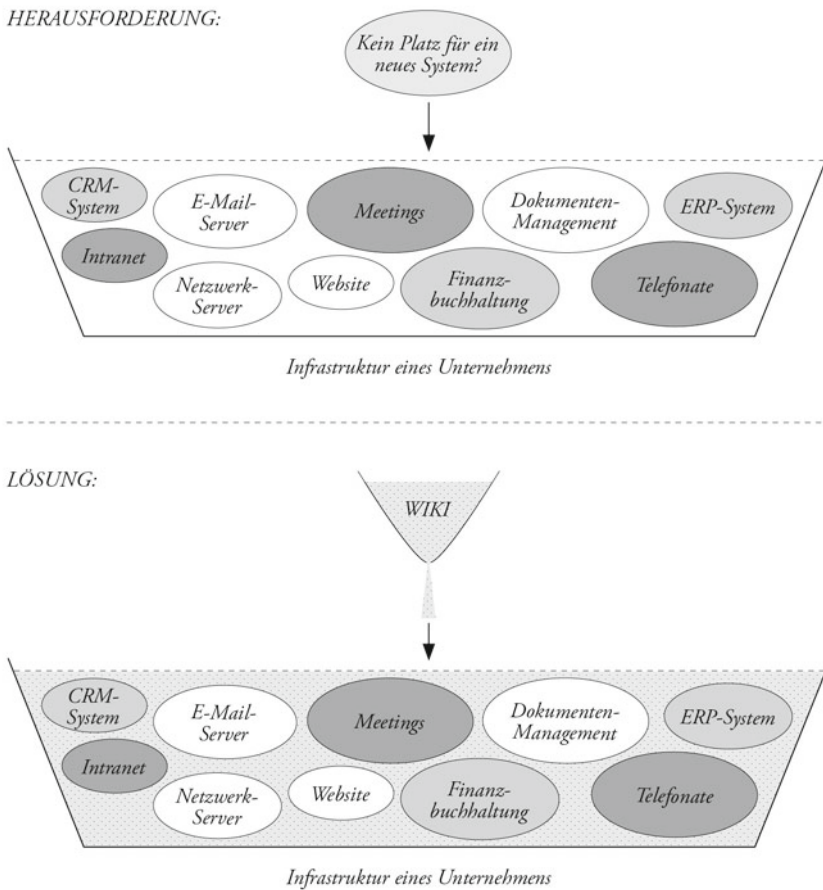 HERAUSFORDERUNG:
Kein Platz für ein
neues System?
CRM-
System
E-Mail-
Server
Meetings
Dokumenten-
Management
ERP-System
Intranet
Netzwerk-
Server
Website
Finanz-
buchhaltung
Telefonate
Infrastruktur eines Unternehmens
LÖSUNG:
WIKI
CRM-
System
E-Mail-
Server
Meetings
Dokumenten-
Management
ERP-System
Intranet
Netzwerk-
Server
Website
Finanz-
buchhaltung
Telefonate
Infrastruktur eines Unternehmens